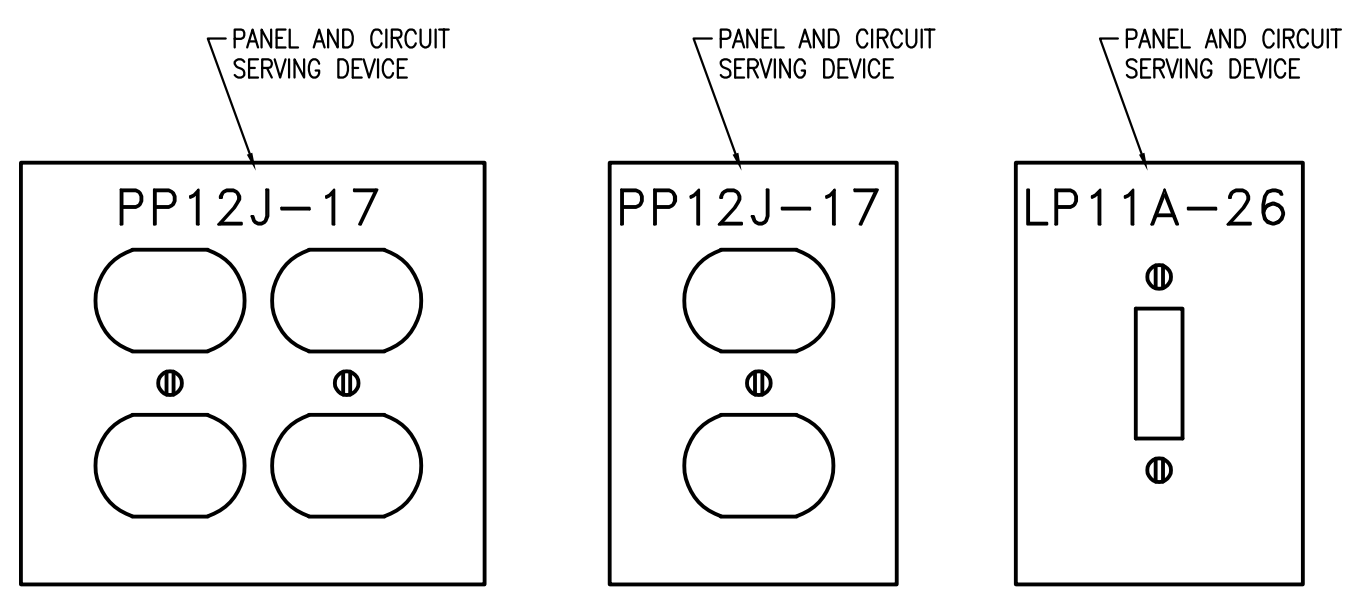 PANEL AND CIRCUIT
SERVING DEVICE
PP12J-17
PANEL AND CIRCUIT
SERVING DEVICE
PP12J-17
PANEL AND CIRCUIT
SERVING DEVICE
LP11A-26